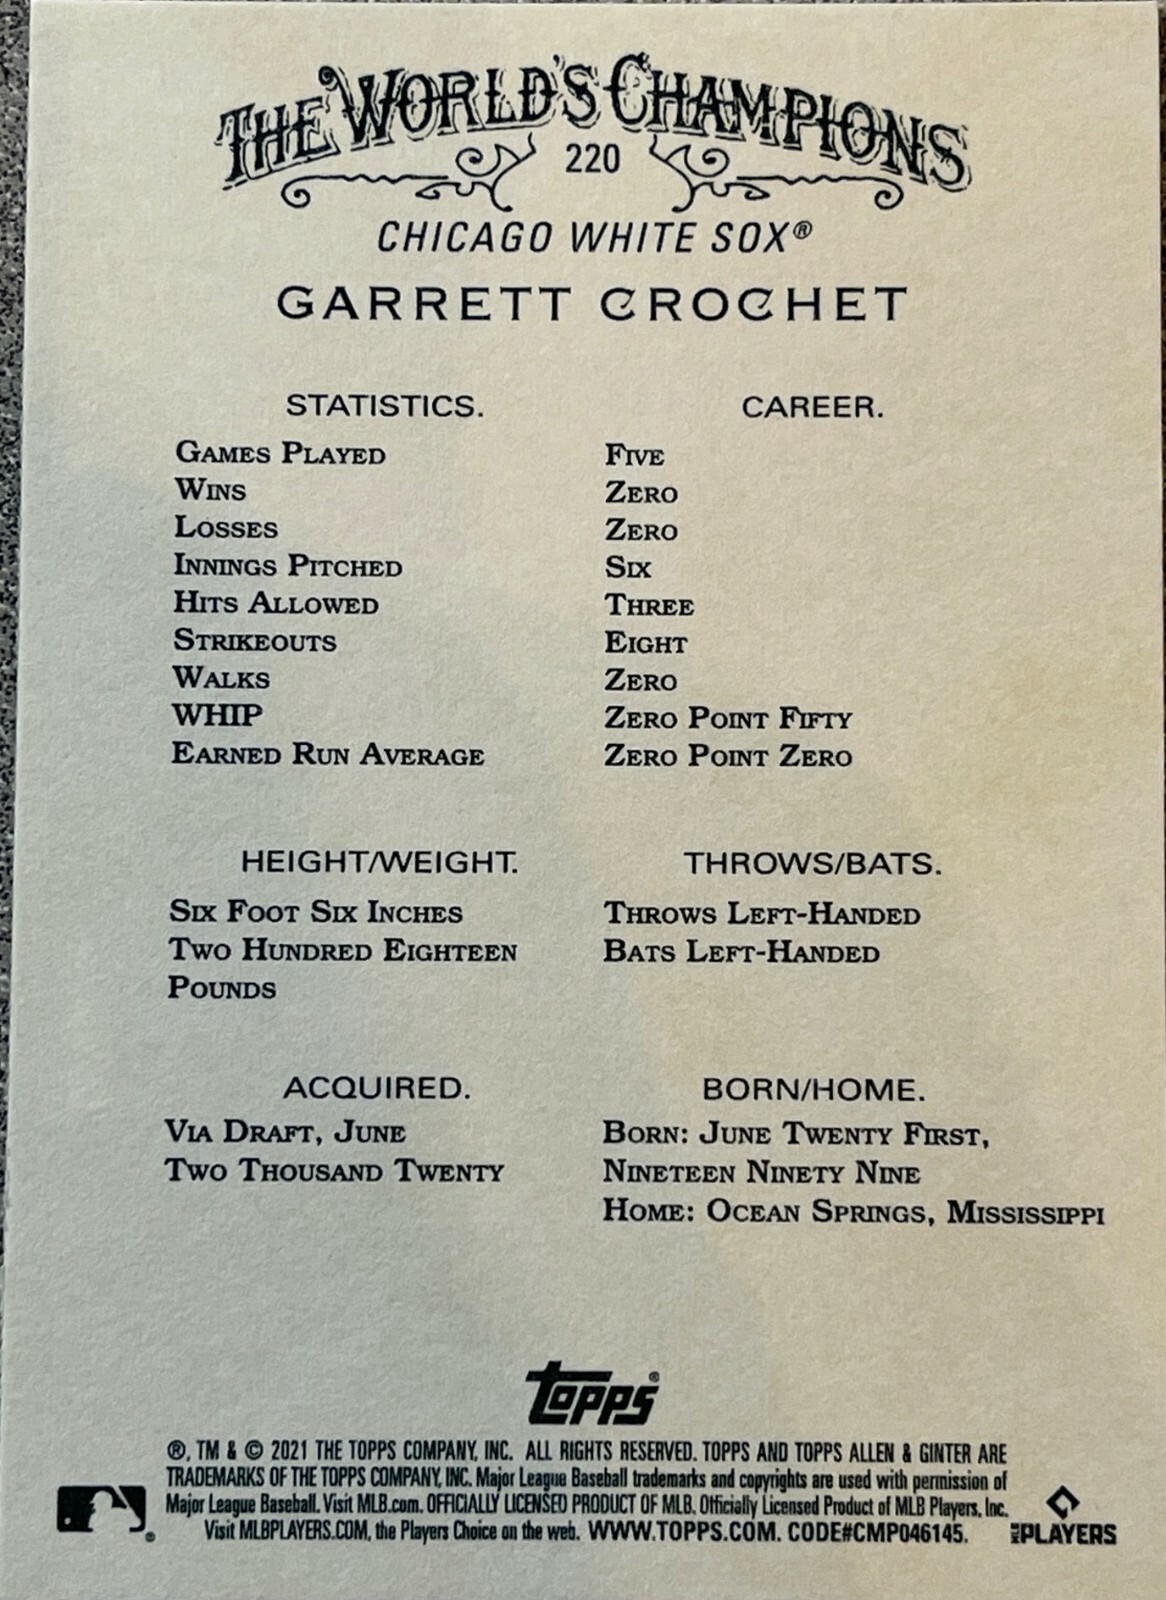 THE WORLD'S CHAMPIONS
220
CHICAGO WHITE SOX®
GARRETT CROCHET
STATISTICS. CAREER.
GAMES PLAYED FIVE
WINS ZERO
LOSSES ZERO
INNINGS PITCHED SIX
HITS ALLOWED THREE
STRIKEOUTS EIGHT
WALKS ZERO
WHIP ZERO POINT FIFTY
EARNED RUN AVERAGE ZERO POINT ZERO
HEIGHT/WEIGHT. THROWS/BATS.
SIX FOOT SIX INCHES THROWS LEFT-HANDED
TWO HUNDRED EIGHTEEN BATS LEFT-HANDED
POUNDS
ACQUIRED. BORN/HOME.
VIA DRAFT, JUNE BORN: JUNE TWENTY FIRST,
TWO THOUSAND TWENTY NINETEEN NINETY NINE
HOME: OCEAN SPRINGS, MISSISSIPPI
topps®
®, TM & © 2021 THE TOPPS COMPANY, INC. ALL RIGHTS RESERVED. TOPPS AND TOPPS ALLEN & GINTER ARE
TRADEMARKS OF THE TOPPS COMPANY, INC. Major League Baseball trademarks and copyrights are used with permission of
Major League Baseball. Visit MLB.com. OFFICIALLY LICENSED PRODUCT OF MLB. Officially Licensed Product of MLB Players, Inc.
Visit MLBPLAYERS.COM, the Players Choice on the web. WWW.TOPPS.COM. CODE#CMP046145.
MLB PLAYERS